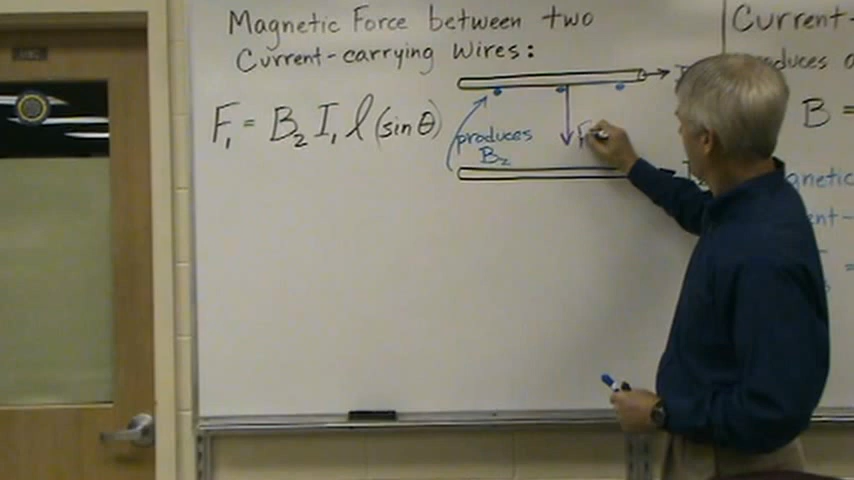 Magnetic Force between two
Current-carrying wires:
F₁ = B₂ I₁ ℓ (sin θ)
produces
B₂
F
Current-
produces
B =